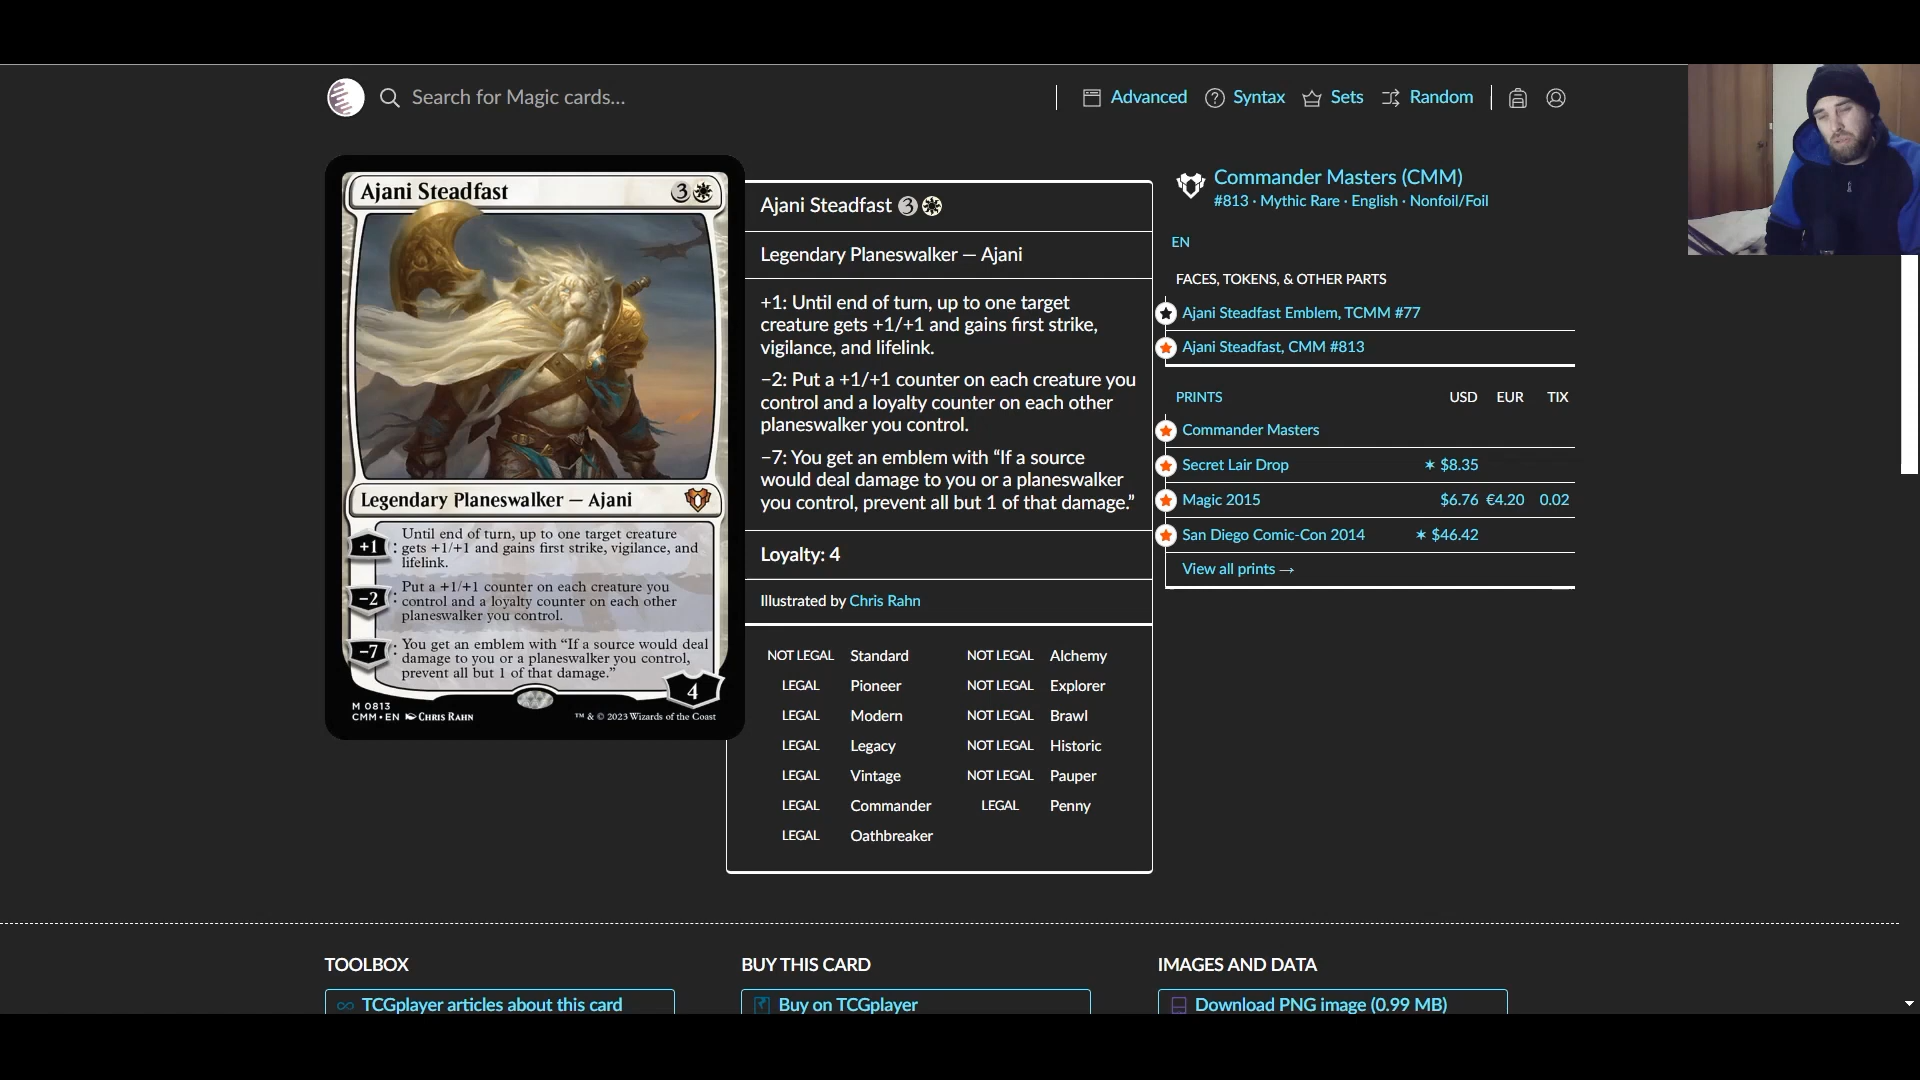 Search for Magic cards...
Advanced
Syntax
Sets
Random
Ajani Steadfast 3
Legendary Planeswalker — Ajani
+1 : Until end of turn, up to one target creature
gets +1/+1 and gains first strike, vigilance, and
lifelink.
−2 : Put a +1/+1 counter on each creature you
control and a loyalty counter on each other
planeswalker you control.
−7 : You get an emblem with “If a source would deal
damage to you or a planeswalker you control,
prevent all but 1 of that damage.”
4
M 0813
CMM • EN Chris Rahn
™ & © 2023 Wizards of the Coast
Ajani Steadfast 3
Legendary Planeswalker — Ajani
+1: Until end of turn, up to one target
creature gets +1/+1 and gains first strike,
vigilance, and lifelink.
−2: Put a +1/+1 counter on each creature you
control and a loyalty counter on each other
planeswalker you control.
−7: You get an emblem with “If a source
would deal damage to you or a planeswalker
you control, prevent all but 1 of that damage.”
Loyalty: 4
Illustrated by Chris Rahn
NOT LEGAL Standard NOT LEGAL Alchemy
LEGAL Pioneer NOT LEGAL Explorer
LEGAL Modern NOT LEGAL Brawl
LEGAL Legacy NOT LEGAL Historic
LEGAL Vintage NOT LEGAL Pauper
LEGAL Commander LEGAL Penny
LEGAL Oathbreaker
Commander Masters (CMM)
#813 · Mythic Rare · English · Nonfoil/Foil
EN
FACES, TOKENS, & OTHER PARTS
Ajani Steadfast Emblem, TCMM #77
Ajani Steadfast, CMM #813
PRINTS USD EUR TIX
Commander Masters
Secret Lair Drop ✶ $8.35
Magic 2015 $6.76 €4.20 0.02
San Diego Comic-Con 2014 ✶ $46.42
View all prints →
TOOLBOX
TCGplayer articles about this card
BUY THIS CARD
Buy on TCGplayer
IMAGES AND DATA
Download PNG image (0.99 MB)